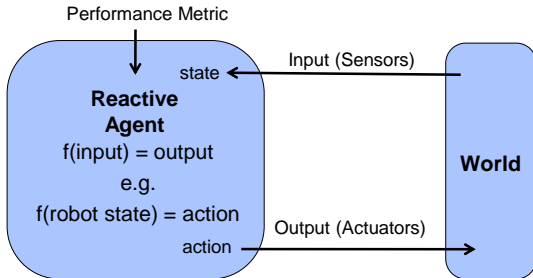 Performance Metric
state
Input (Sensors)
Reactive
Agent
f(input) = output
e.g.
f(robot state) = action
World
Output (Actuators)
action